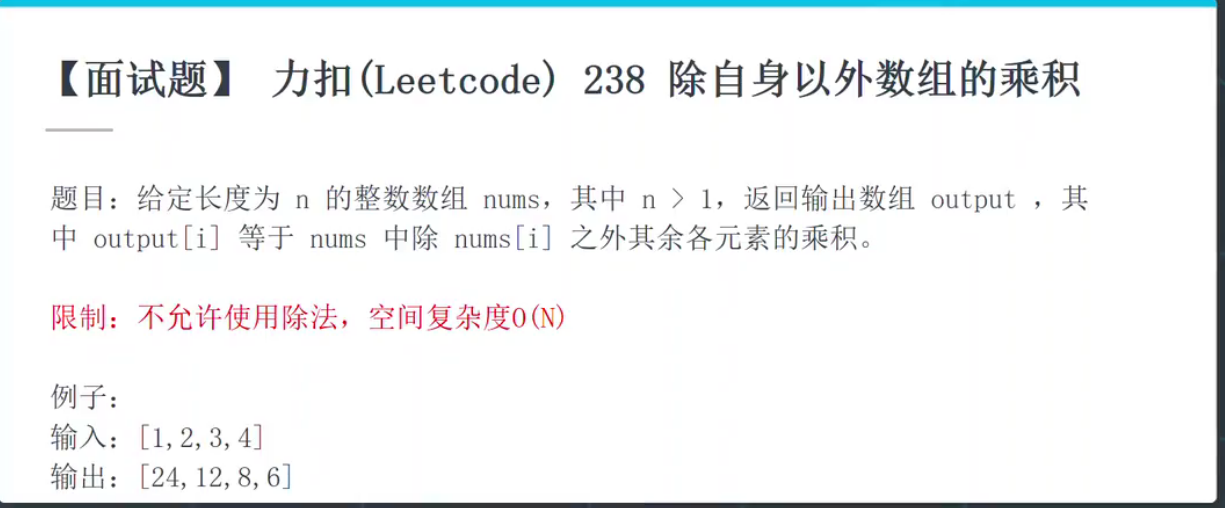 【面试题】 力扣(Leetcode) 238 除自身以外数组的乘积
题目：给定长度为 n 的整数数组 nums，其中 n > 1，返回输出数组 output ，其
中 output[i] 等于 nums 中除 nums[i] 之外其余各元素的乘积。
限制：不允许使用除法，空间复杂度O(N)
例子：
输入：[1,2,3,4]
输出：[24,12,8,6]